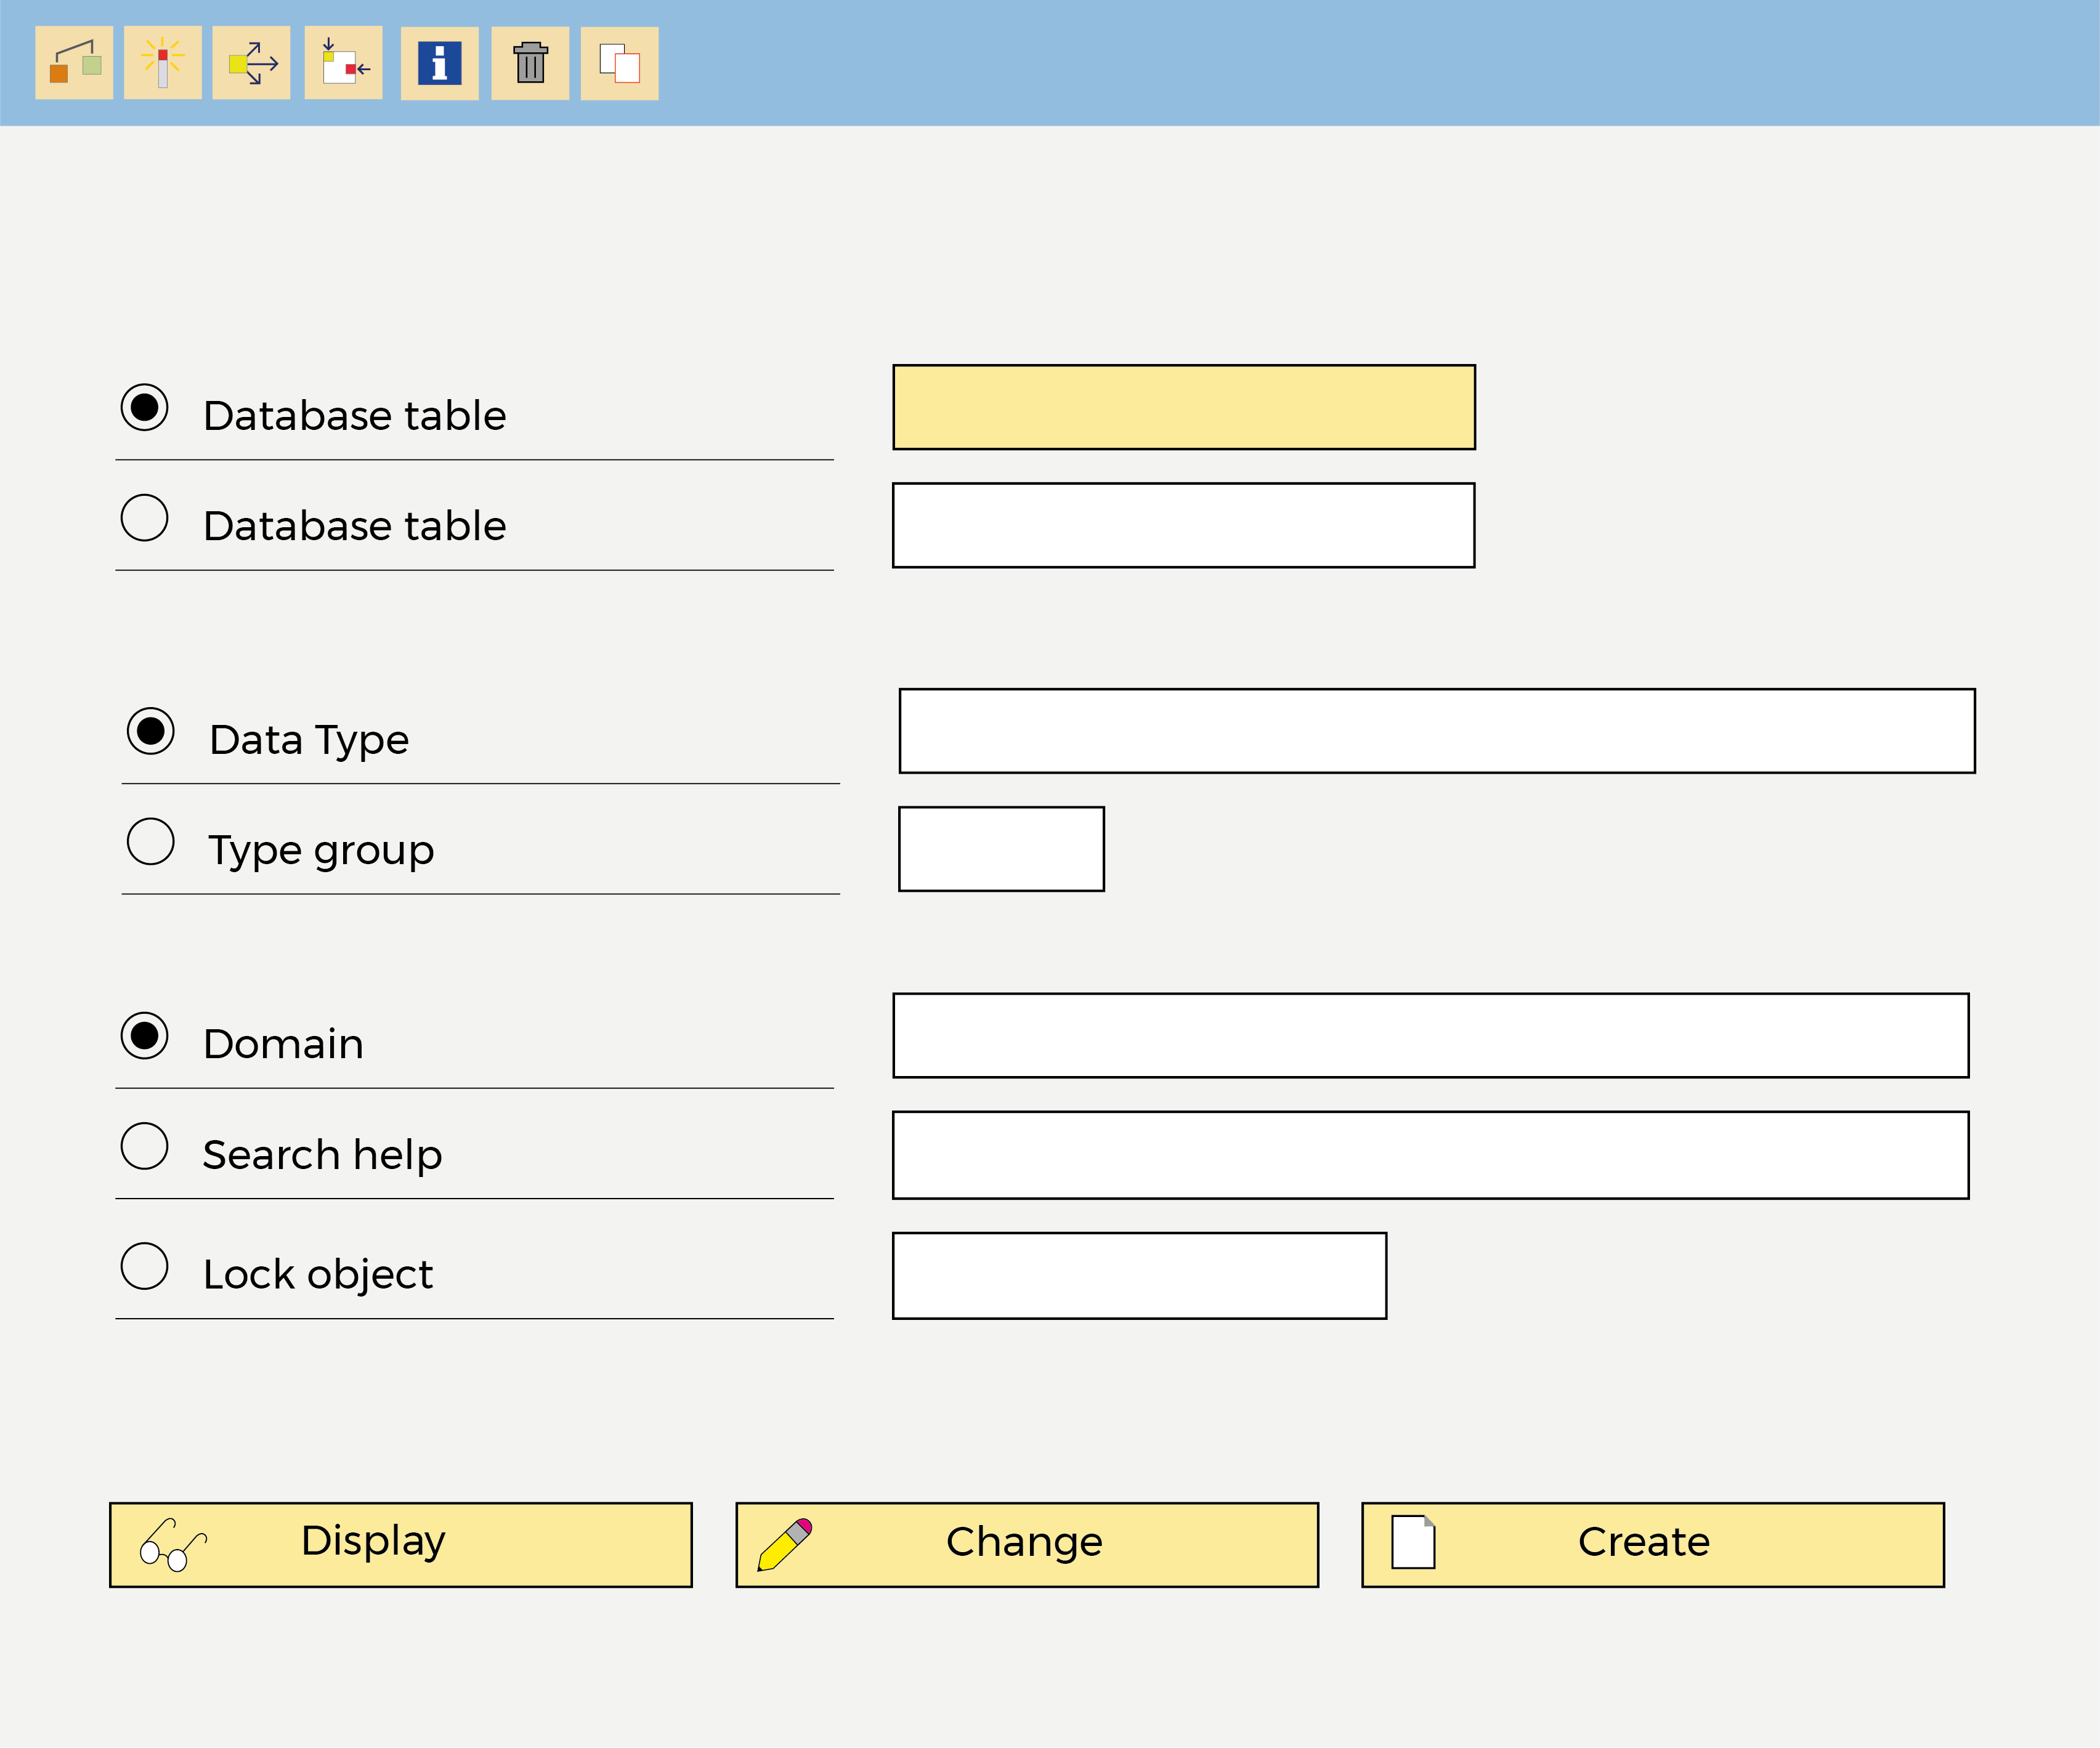 Database table
Database table
Data Type
Type group
Domain
Search help
Lock object
Display
Change
Create